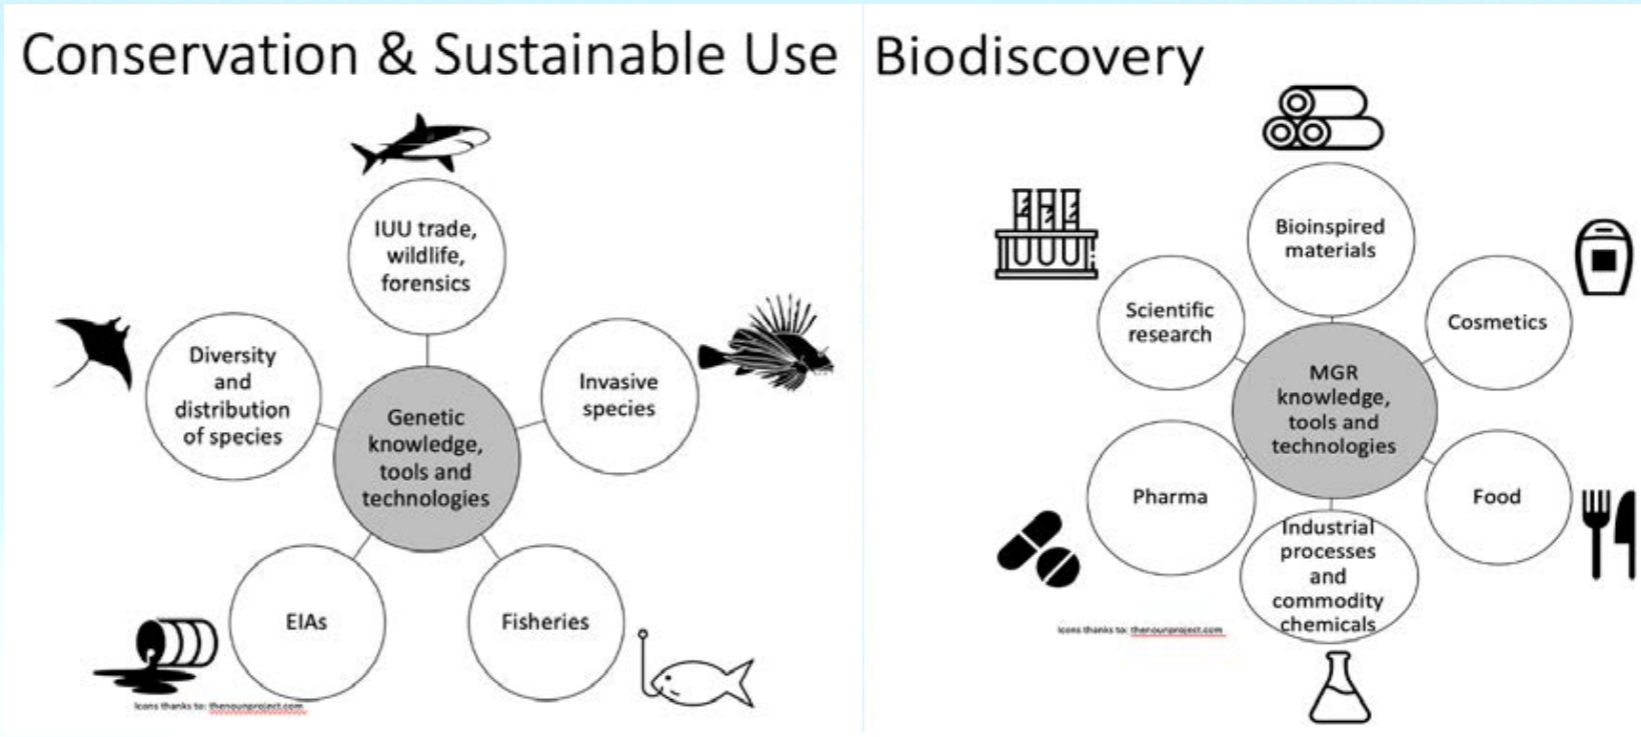 Conservation & Sustainable Use
IUU trade,
wildlife,
forensics
Diversity
and
distribution
of species
Invasive
species
Genetic
knowledge,
tools and
technologies
EIAs
Fisheries
Icons thanks to: thenounproject.com
Biodiscovery
Bioinspired
materials
Scientific
research
Cosmetics
MGR
knowledge,
tools and
technologies
Pharma
Food
Industrial
processes
and
commodity
chemicals
Icons thanks to: thenounproject.com